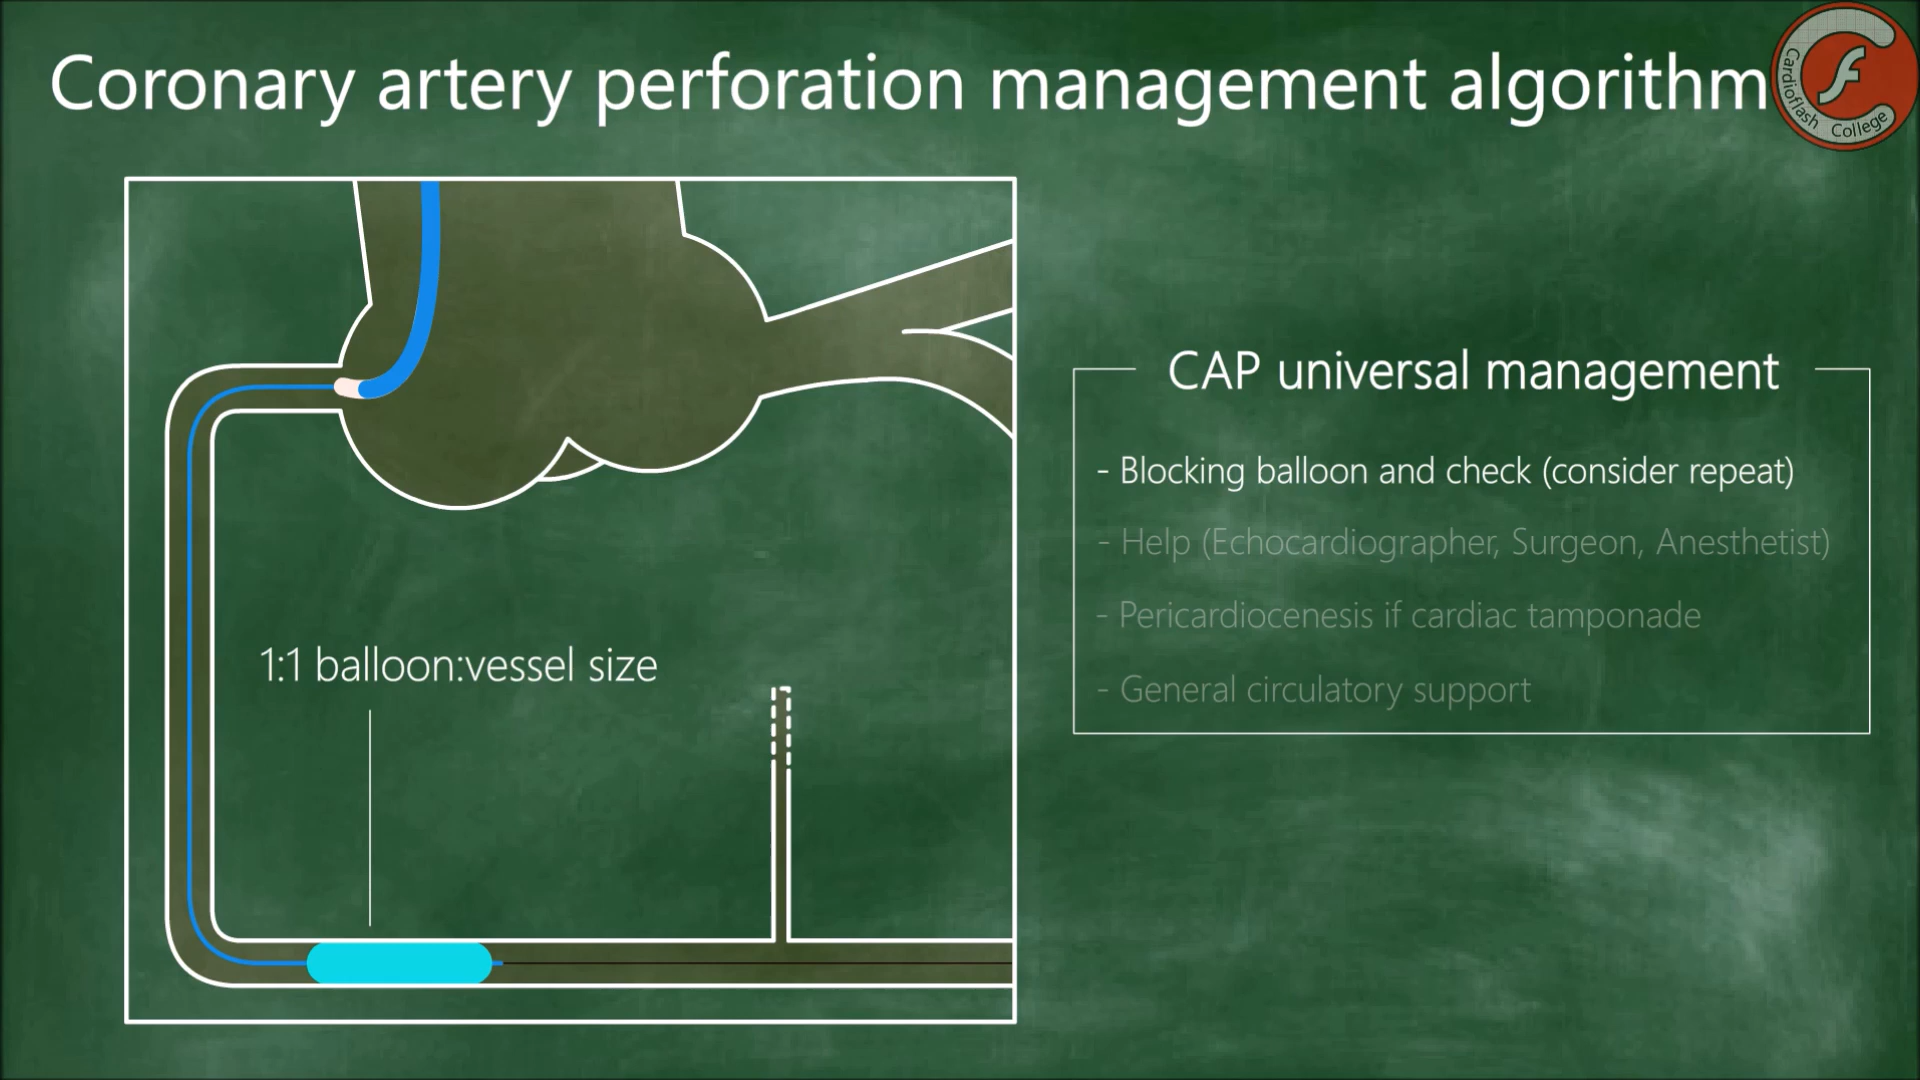 Coronary artery perforation management algorithm
Cardioflash College
CAP universal management
- Blocking balloon and check (consider repeat)
- Help (Echocardiographer, Surgeon, Anesthetist)
- Pericardiocenesis if cardiac tamponade
- General circulatory support
1:1 balloon:vessel size